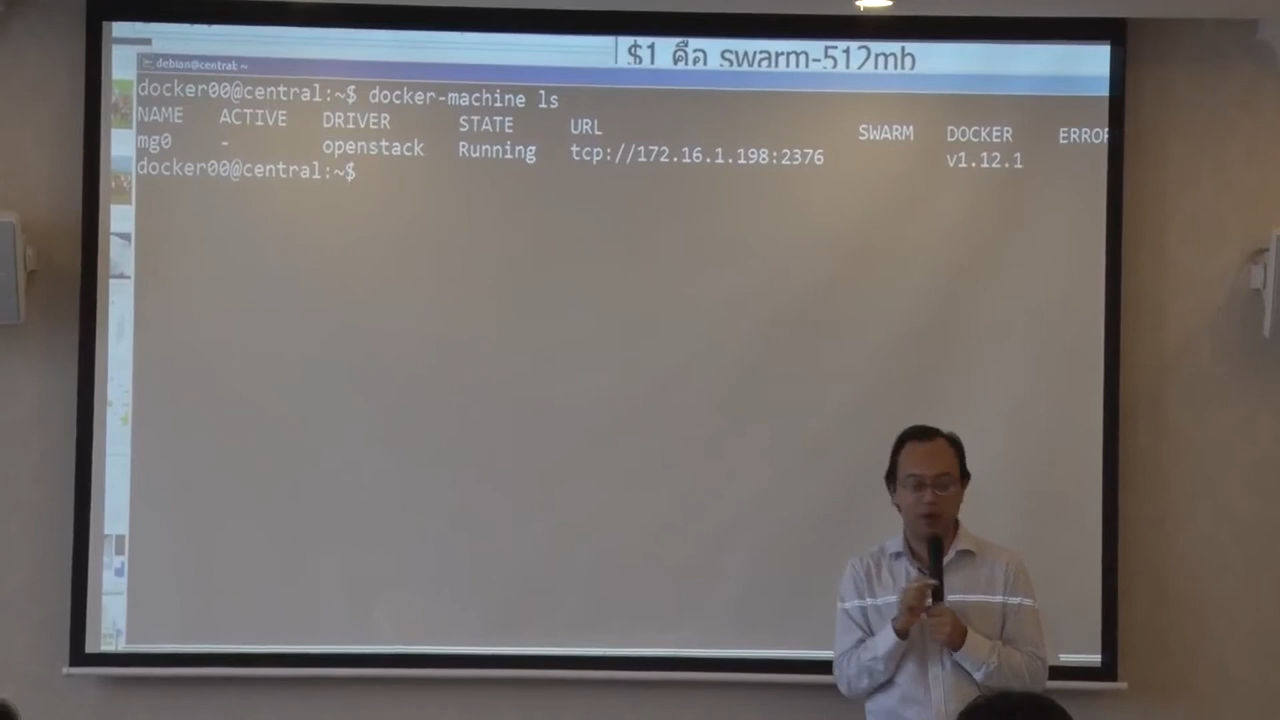 $1 คือ swarm-512mb
debian@central: ~
docker00@central:~$ docker-machine ls
NAME ACTIVE DRIVER STATE URL SWARM DOCKER ERROR
mg0 - openstack Running tcp://172.16.1.198:2376 v1.12.1
docker00@central:~$